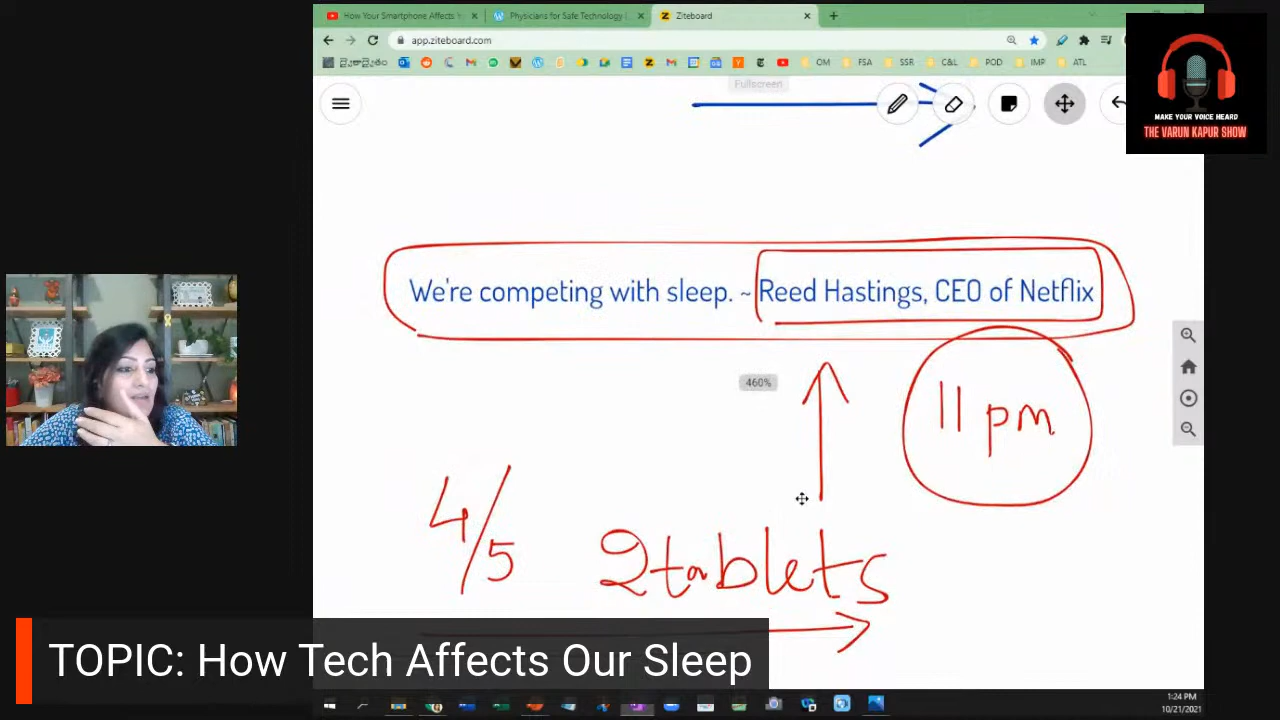 How Your Smartphone Affects
Physicians for Safe Technology |
Ziteboard
app.ziteboard.com
OM
FSA
SSR
C&L
POD
IMP
ATL
Fullscreen
MAKE YOUR VOICE HEARD
THE VARUN KAPUR SHOW
We're competing with sleep. ~ Reed Hastings, CEO of Netflix
460%
11 pm
4/5
2 tablets
TOPIC: How Tech Affects Our Sleep
1:24 PM
10/21/2021